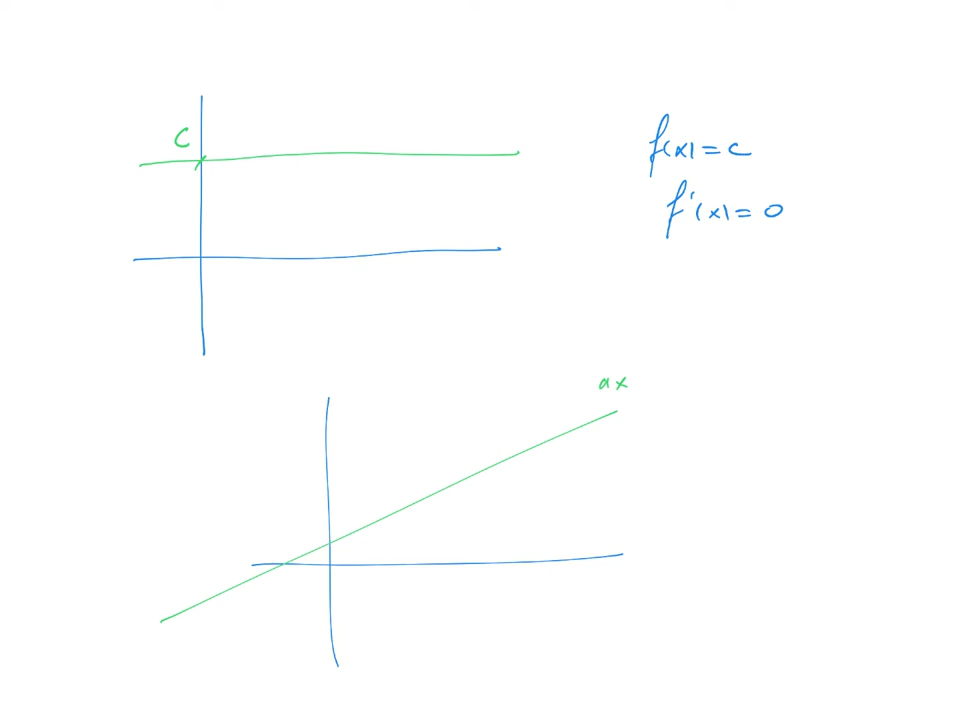 C
f(x) = c
f'(x) = 0
ax